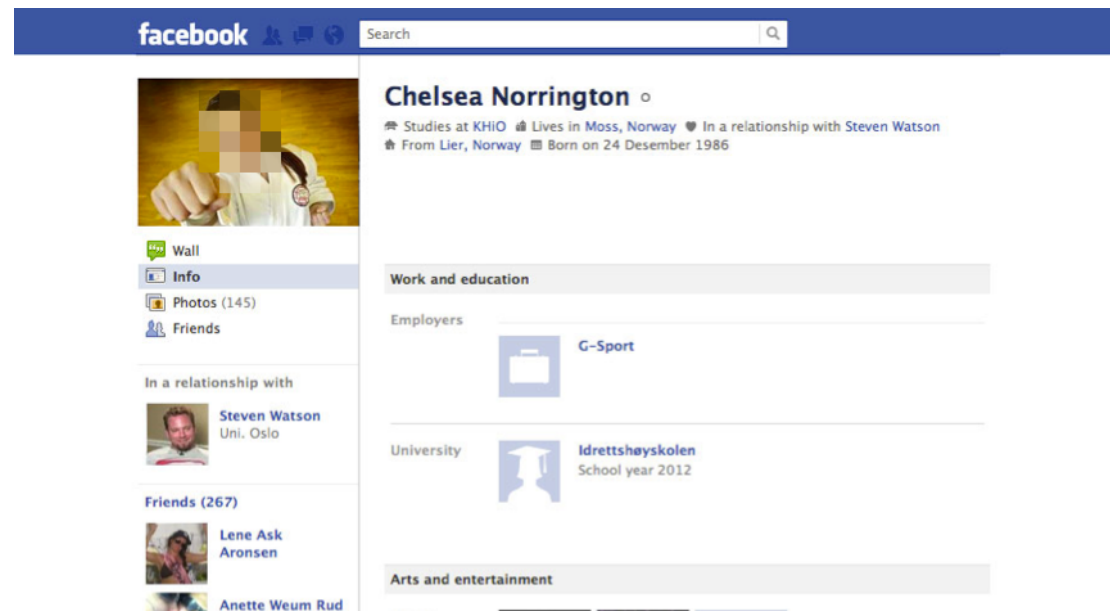 facebook
Search
Chelsea Norrington
Studies at KHiO Lives in Moss, Norway In a relationship with Steven Watson
From Lier, Norway Born on 24 Desember 1986
Wall
Info
Photos (145)
Friends
In a relationship with
Steven Watson
Uni. Oslo
Friends (267)
Lene Ask
Aronsen
Anette Weum Rud
Work and education
Employers
G-Sport
University
Idrettshøyskolen
School year 2012
Arts and entertainment